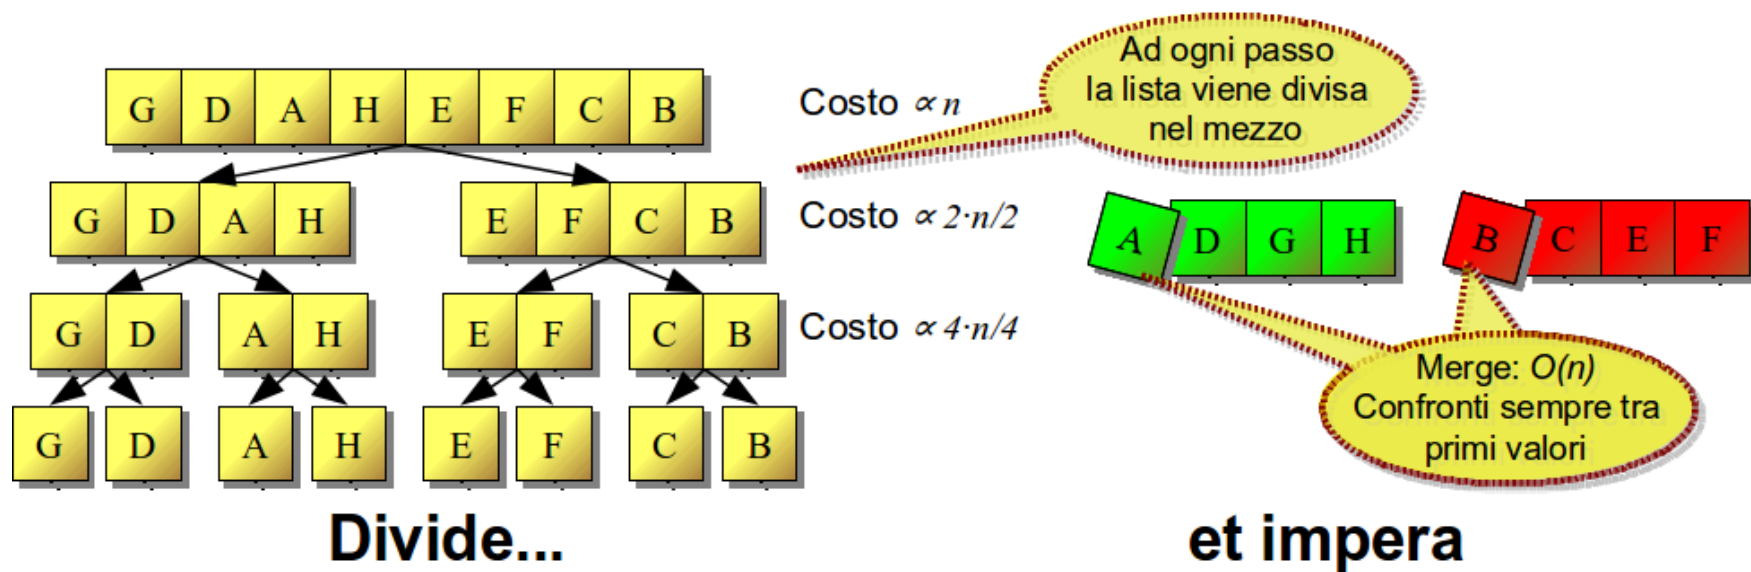 G D A H E F C B
Costo ∝ n
Ad ogni passo
la lista viene divisa
nel mezzo
G D A H
E F C B
Costo ∝ 2·n/2
A D G H
B C E F
G D
A H
E F
C B
Costo ∝ 4·n/4
Merge: O(n)
Confronti sempre tra
primi valori
G D A H E F C B
Divide...
et impera